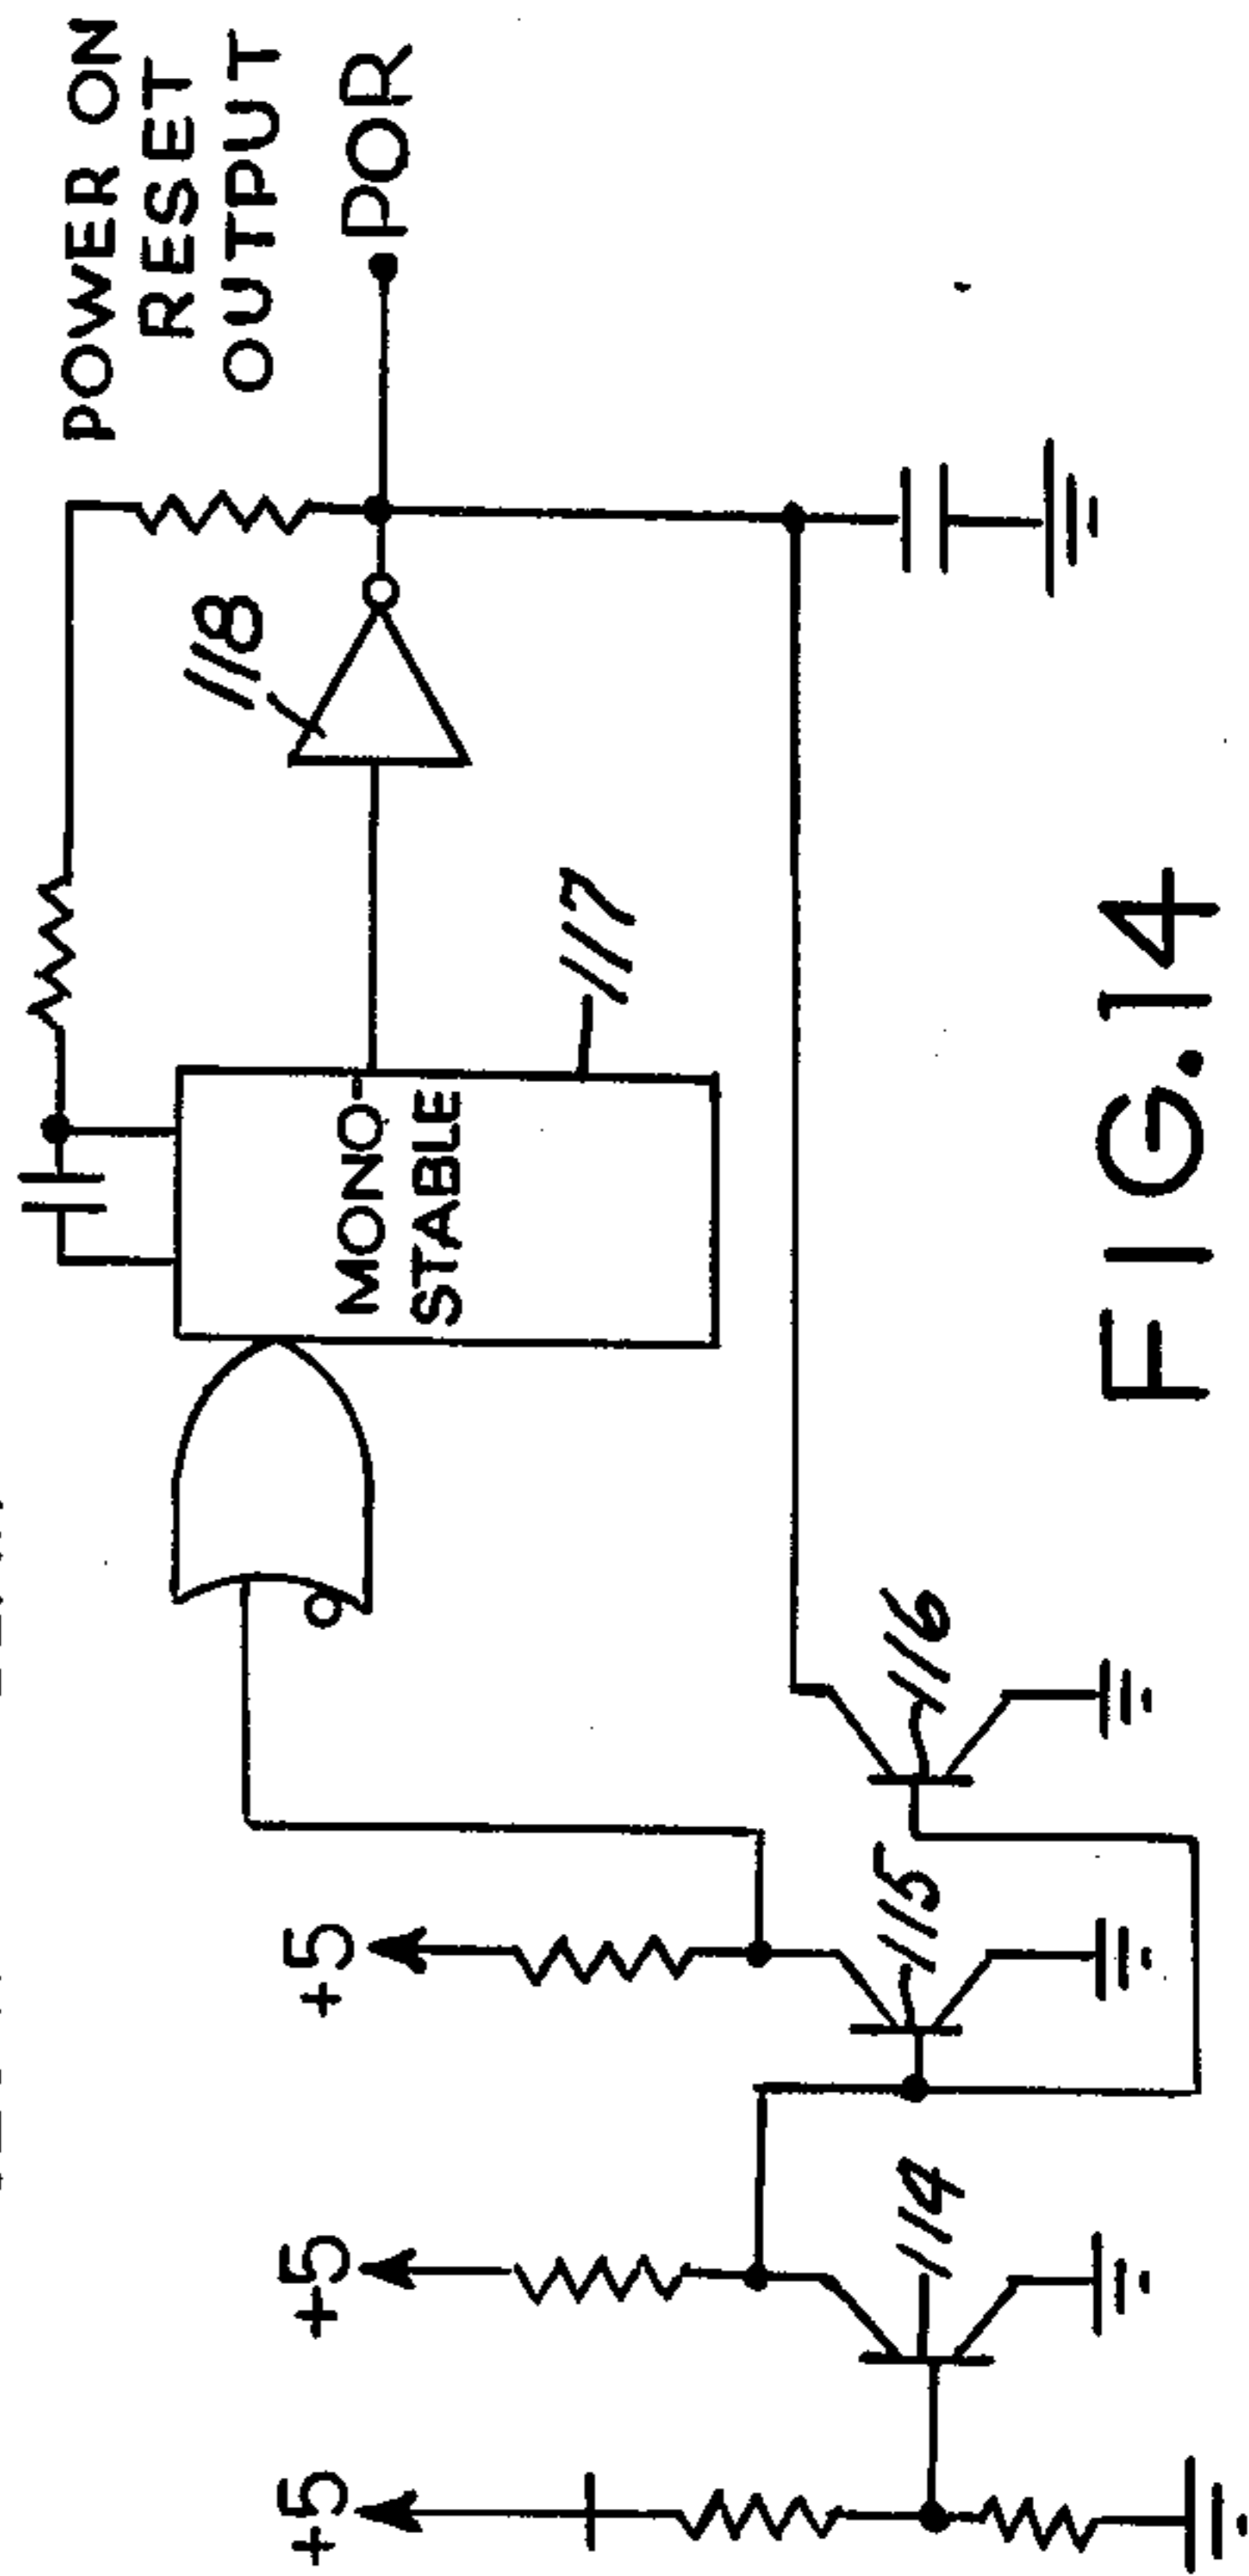 POWER ON
RESET
OUTPUT
POR
118
MONO-
STABLE
117
+5
+5
+5
114
115
116
FIG.14